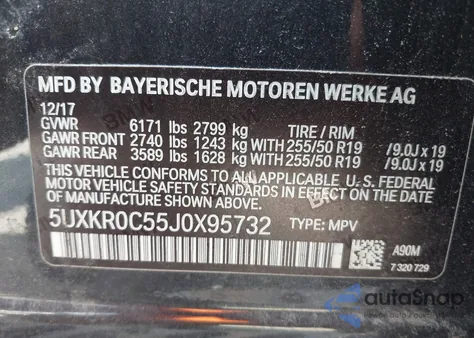 MFD BY BAYERISCHE MOTOREN WERKE AG
12/17
GVWR 6171 lbs 2799 kg TIRE / RIM
GAWR FRONT 2740 lbs 1243 kg WITH 255/50 R19 /9.0J x 19
GAWR REAR 3589 lbs 1628 kg WITH 255/50 R19 /9.0J x 19
THIS VEHICLE CONFORMS TO ALL APPLICABLE U.S. FEDERAL
MOTOR VEHICLE SAFETY STANDARDS IN EFFECT ON THE
DATE OF MANUFACTURE SHOWN ABOVE.
5UXKR0C55J0X95732 TYPE: MPV
A90M
7 320 729
autoSnap